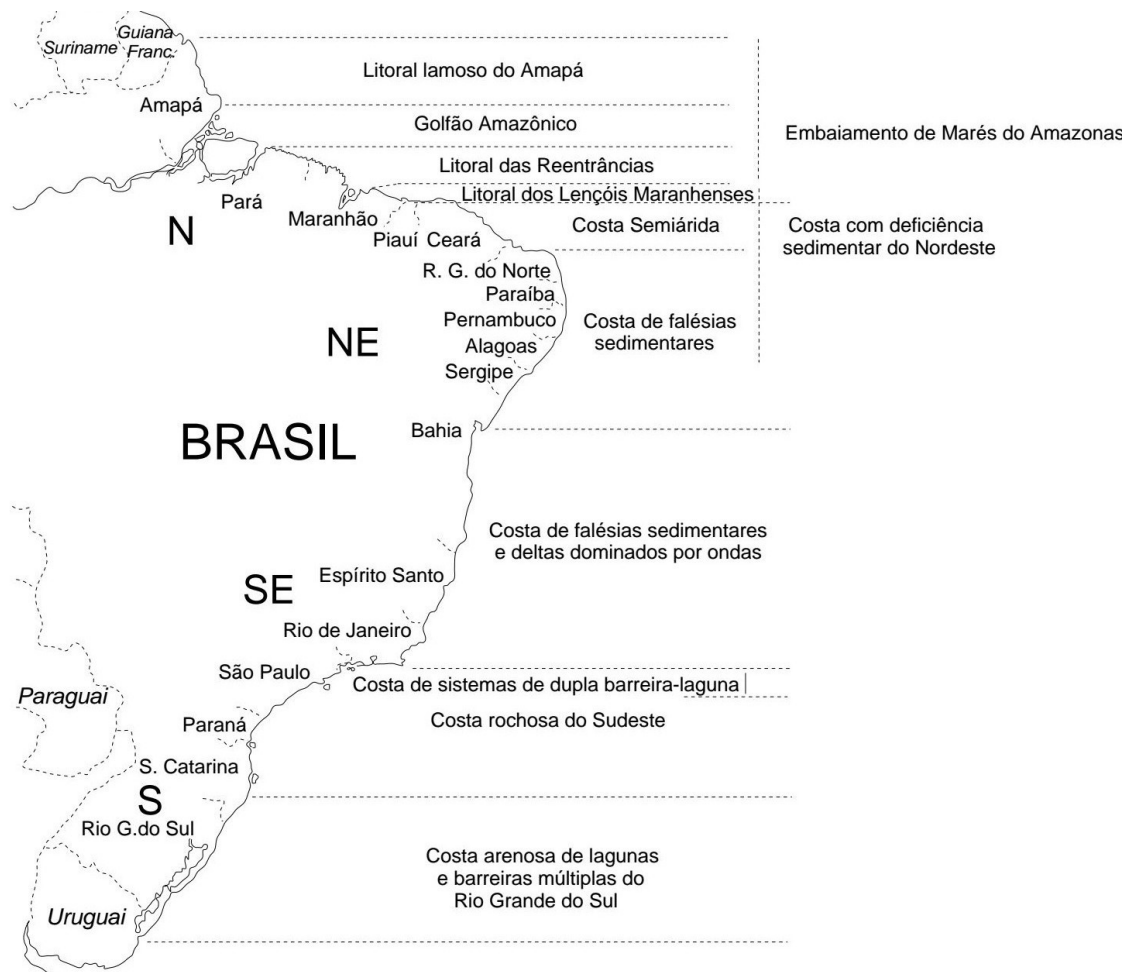 Suriname
Guiana
Franc.
Litoral lamoso do Amapá
Amapá
Golfão Amazônico
Embaiamento de Marés do Amazonas
Litoral das Reentrâncias
Litoral dos Lençóis Maranhenses
Pará
Maranhão
N
Piauí
Ceará
Costa Semiárida
Costa com deficiência
sedimentar do Nordeste
R. G. do Norte
Paraíba
Pernambuco
Costa de falésias
sedimentares
NE
Alagoas
Sergipe
Bahia
BRASIL
Costa de falésias sedimentares
e deltas dominados por ondas
Espírito Santo
SE
Rio de Janeiro
São Paulo
Costa de sistemas de dupla barreira-laguna
Paraguai
Paraná
Costa rochosa do Sudeste
S. Catarina
S
Rio G.do Sul
Costa arenosa de lagunas
e barreiras múltiplas do
Rio Grande do Sul
Uruguai